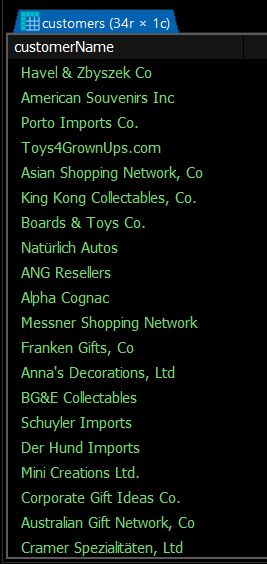 customers (34r × 1c)
customerName
Havel & Zbyszek Co
American Souvenirs Inc
Porto Imports Co.
Toys4GrownUps.com
Asian Shopping Network, Co
King Kong Collectables, Co.
Boards & Toys Co.
Natürlich Autos
ANG Resellers
Alpha Cognac
Messner Shopping Network
Franken Gifts, Co
Anna's Decorations, Ltd
BG&E Collectables
Schuyler Imports
Der Hund Imports
Mini Creations Ltd.
Corporate Gift Ideas Co.
Australian Gift Network, Co
Cramer Spezialitäten, Ltd